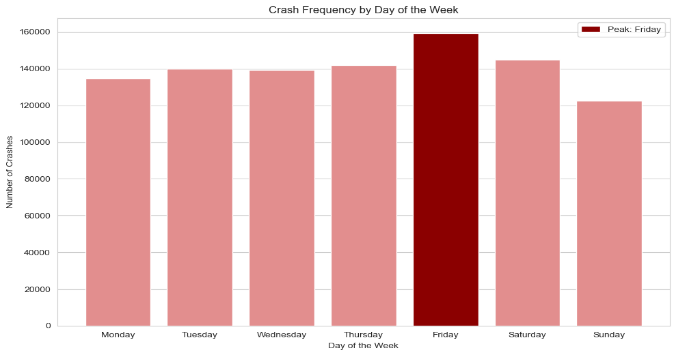 Crash Frequency by Day of the Week
Peak: Friday
Number of Crashes
160000
140000
120000
100000
80000
60000
40000
20000
0
Monday Tuesday Wednesday Thursday Friday Saturday Sunday
Day of the Week